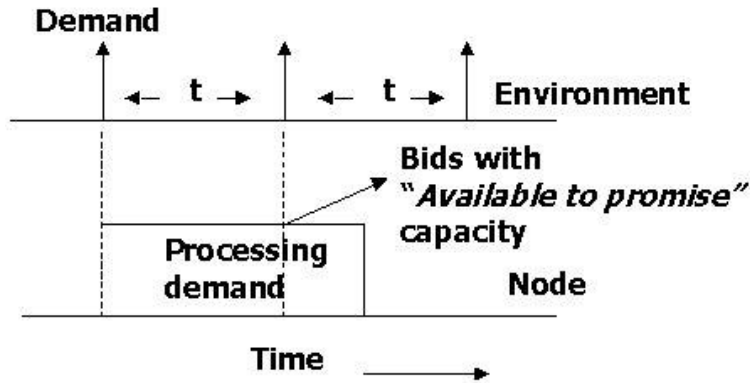 Demand
t
t
Environment
Bids with
“Available to promise”
capacity
Processing
demand
Node
Time